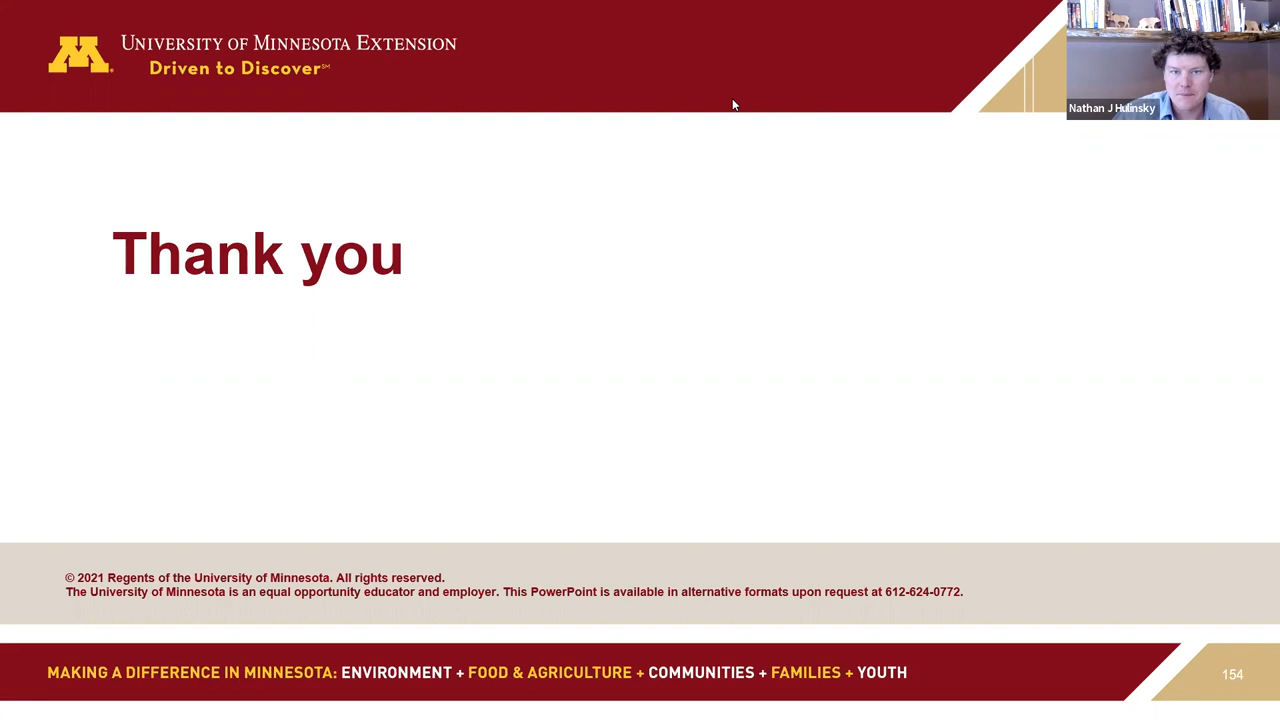 UNIVERSITY OF MINNESOTA EXTENSION
Driven to Discover℠
Nathan J Hulinsky
Thank you
© 2021 Regents of the University of Minnesota. All rights reserved.
The University of Minnesota is an equal opportunity educator and employer. This PowerPoint is available in alternative formats upon request at 612-624-0772.
MAKING A DIFFERENCE IN MINNESOTA: ENVIRONMENT + FOOD & AGRICULTURE + COMMUNITIES + FAMILIES + YOUTH
154